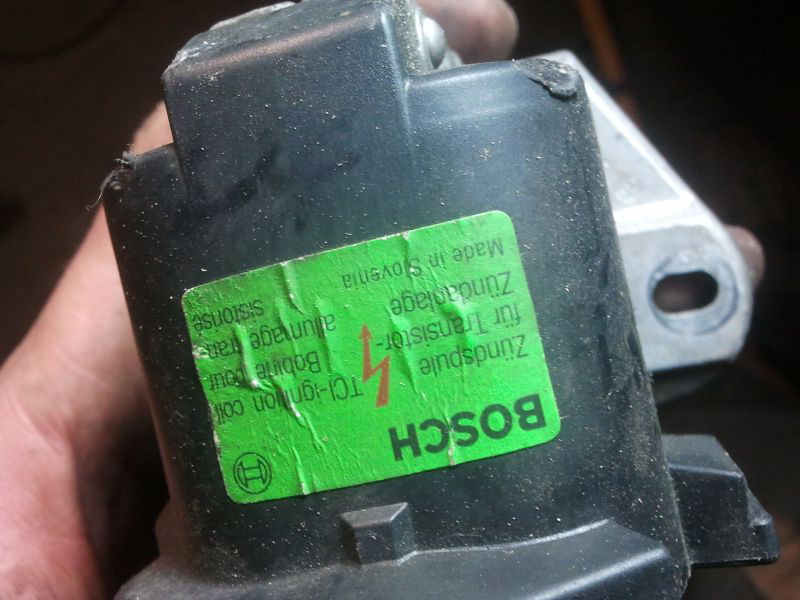 BOSCH
Zündspule
für Transistor-
Zündanlage
Made in Slovenia
TCI-ignition coil
Bobine pour
allumage tran-
sistorisé